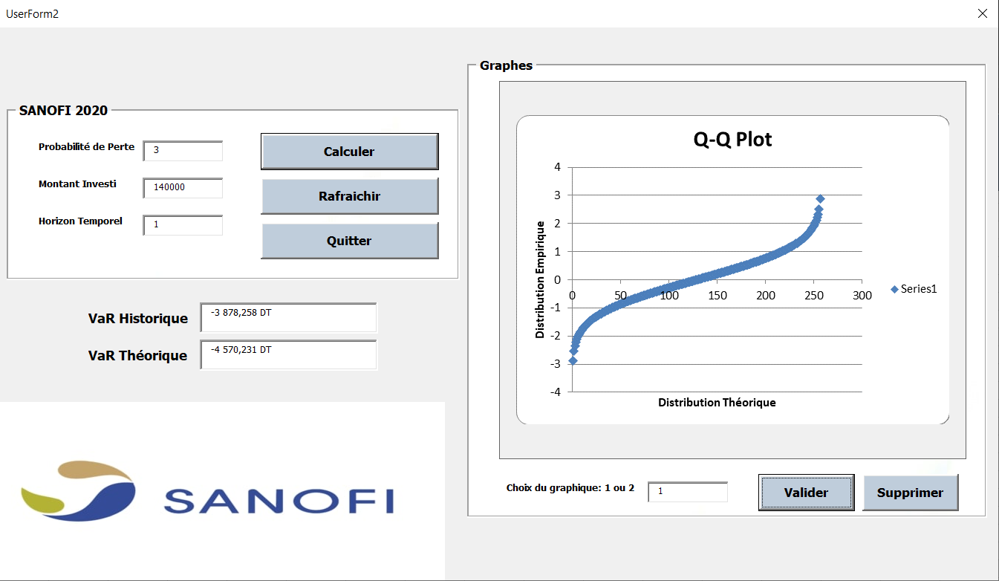 UserForm2
SANOFI 2020
Probabilité de Perte
3
Montant Investi
140000
Horizon Temporel
1
Calculer
Rafraichir
Quitter
VaR Historique
-3 878,258 DT
VaR Théorique
-4 570,231 DT
SANOFI
Graphes
Q-Q Plot
Distribution Empirique
4
3
2
1
0
-1
-2
-3
-4
0 50 100 150 200 250 300
Distribution Théorique
Series1
Choix du graphique: 1 ou 2
1
Valider
Supprimer